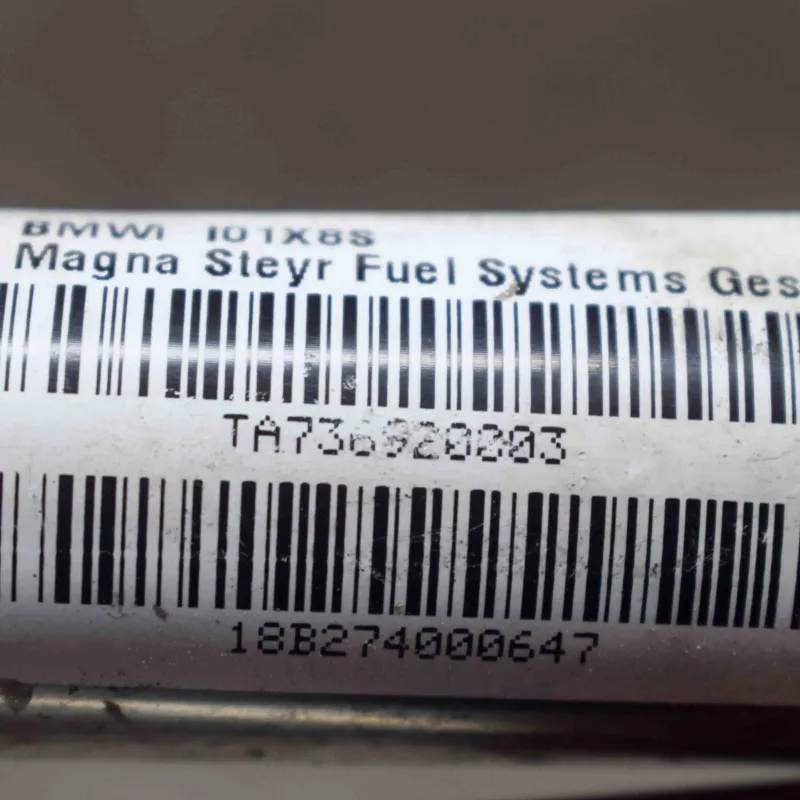 BMWi I01X8S
Magna Steyr Fuel Systems Ges
TA736920003
18B274000647